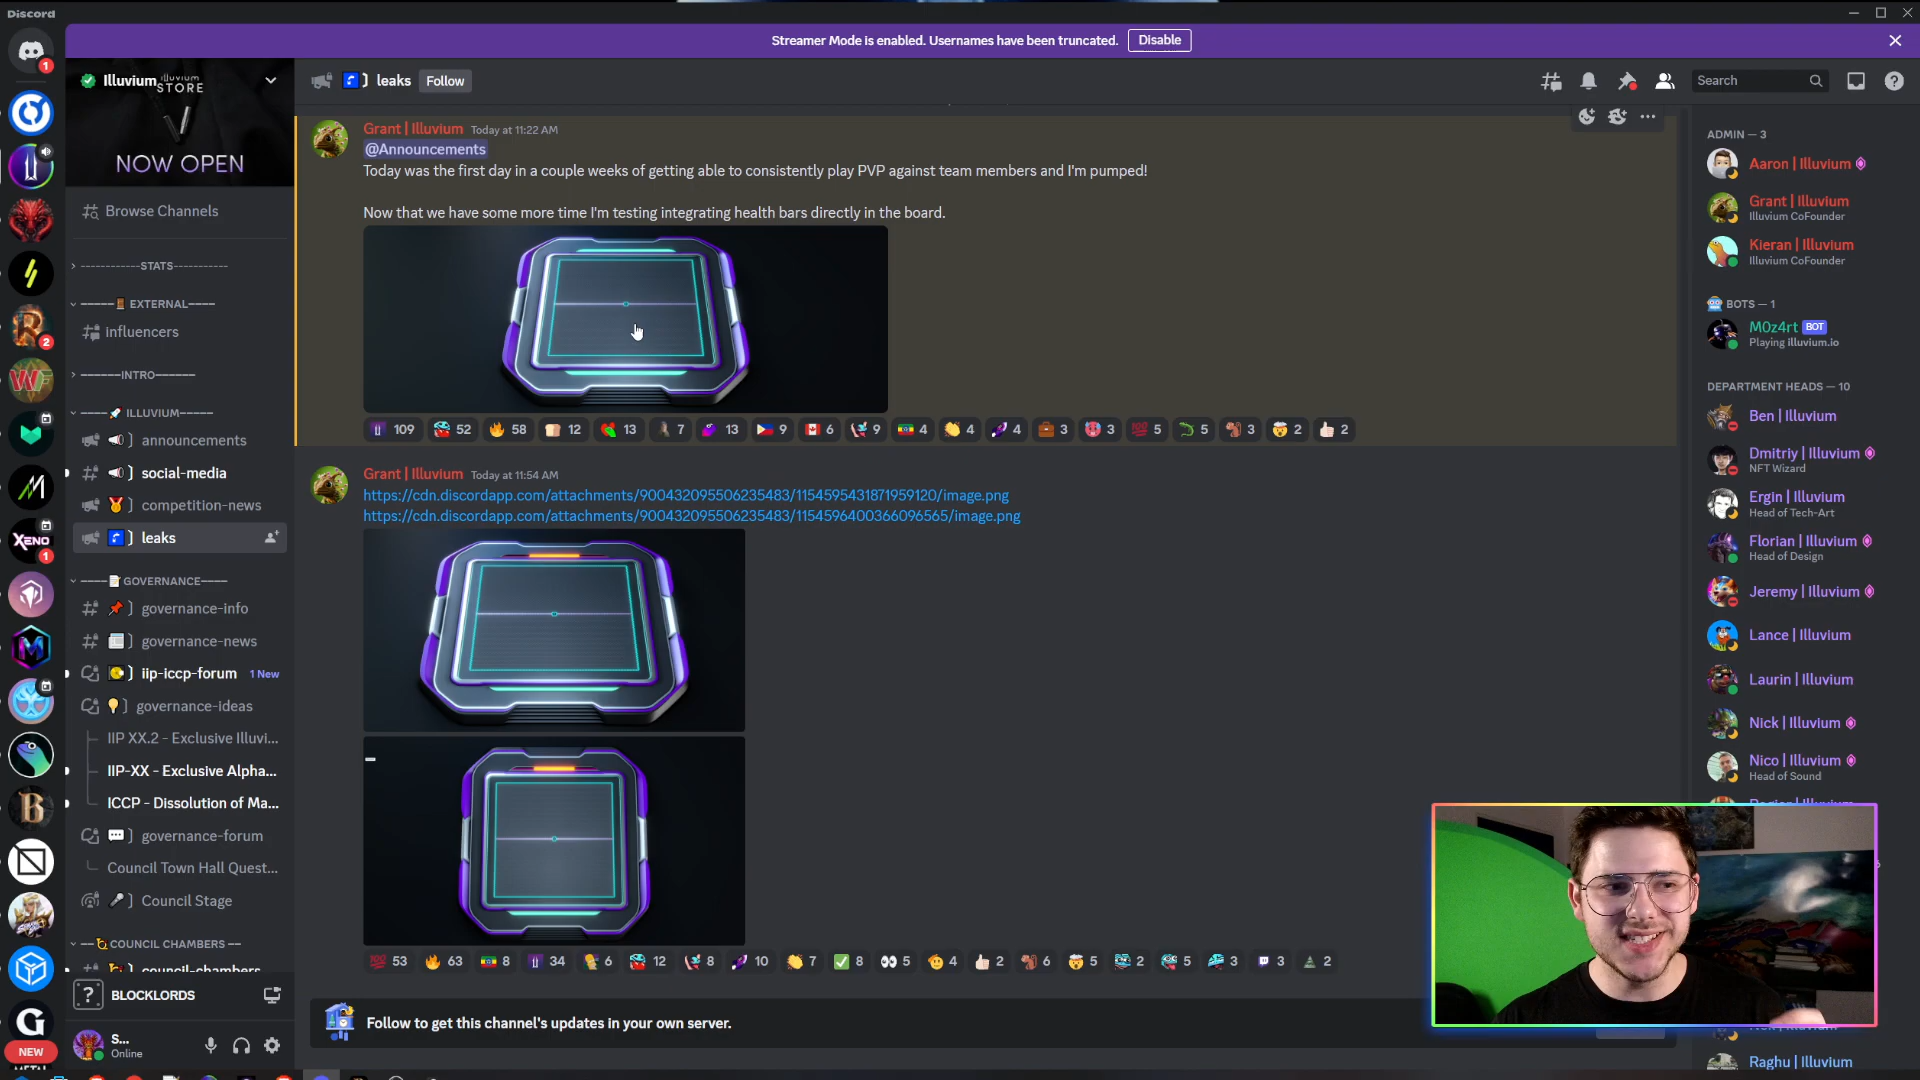 Discord
Streamer Mode is enabled. Usernames have been truncated. Disable
1
Illuvium
illuvium
STORE
NOW OPEN
leaks Follow
Search
Browse Channels
------------STATS-----------
EXTERNAL
influencers
INTRO
ILLUVIUM
announcements
social-media
competition-news
leaks
GOVERNANCE
governance-info
governance-news
iip-iccp-forum 1 New
governance-ideas
IIP XX.2 - Exclusive Illuvi...
IIP-XX - Exclusive Alpha...
ICCP - Dissolution of Ma...
governance-forum
Council Town Hall Quest...
Council Stage
COUNCIL CHAMBERS
council-chambers
BLOCKLORDS
S...
Online
2
XENO
1
NEW
Grant | Illuvium Today at 11:22 AM
@Announcements
Today was the first day in a couple weeks of getting able to consistently play PVP against team members and I'm pumped!
Now that we have some more time I'm testing integrating health bars directly in the board.
109 52 58 12 13 7 13 9 6 9 4 4 4 3 3 5 5 3 2 2
Grant | Illuvium Today at 11:54 AM
https://cdn.discordapp.com/attachments/900432095506235483/1154595431871959120/image.png
https://cdn.discordapp.com/attachments/900432095506235483/1154596400366096565/image.png
53 63 8 34 6 12 8 10 7 8 5 4 2 6 5 2 5 3 3 2
Follow to get this channel's updates in your own server.
ADMIN — 3
Aaron | Illuvium
Grant | Illuvium
Illuvium CoFounder
Kieran | Illuvium
Illuvium CoFounder
BOTS — 1
M0z4rt BOT
Playing illuvium.io
DEPARTMENT HEADS — 10
Ben | Illuvium
Dmitriy | Illuvium
NFT Wizard
Ergin | Illuvium
Head of Tech-Art
Florian | Illuvium
Head of Design
Jeremy | Illuvium
Lance | Illuvium
Laurin | Illuvium
Nick | Illuvium
Nico | Illuvium
Head of Sound
Raghu | Illuvium